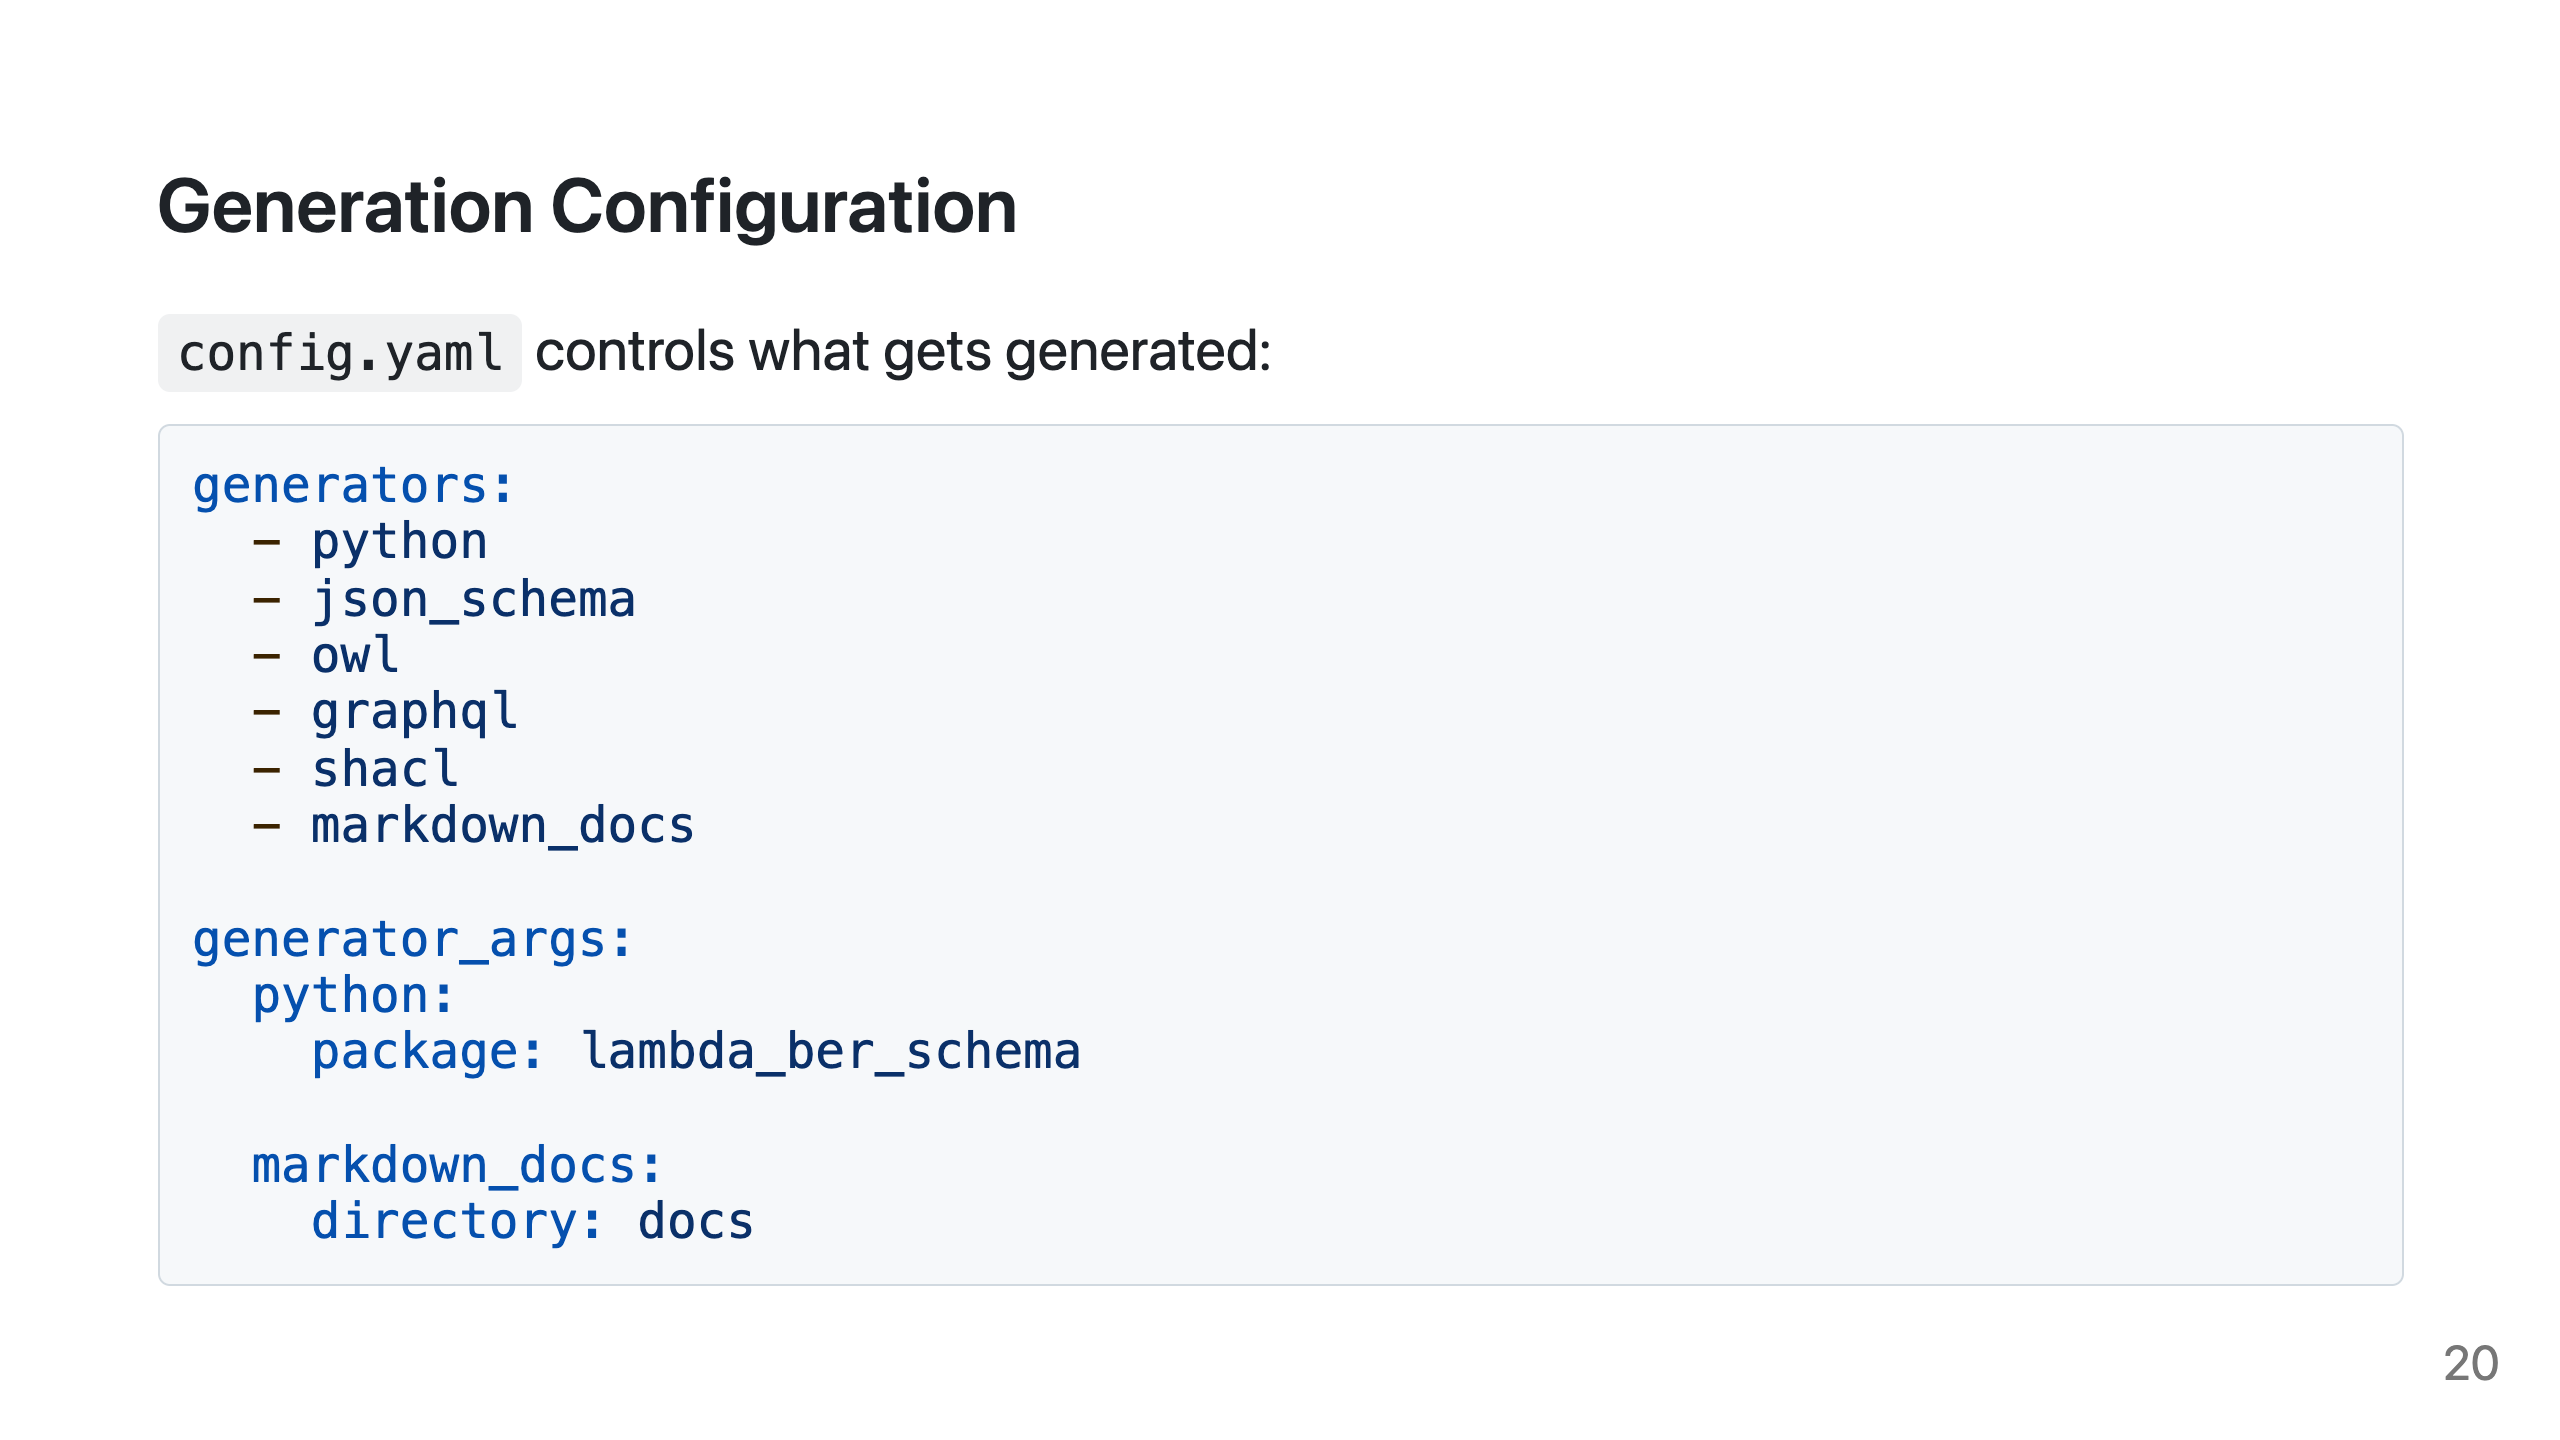 Generation Configuration
config.yaml controls what gets generated:
generators:
  - python
  - json_schema
  - owl
  - graphql
  - shacl
  - markdown_docs

generator_args:
  python:
    package: lambda_ber_schema

  markdown_docs:
    directory: docs
20